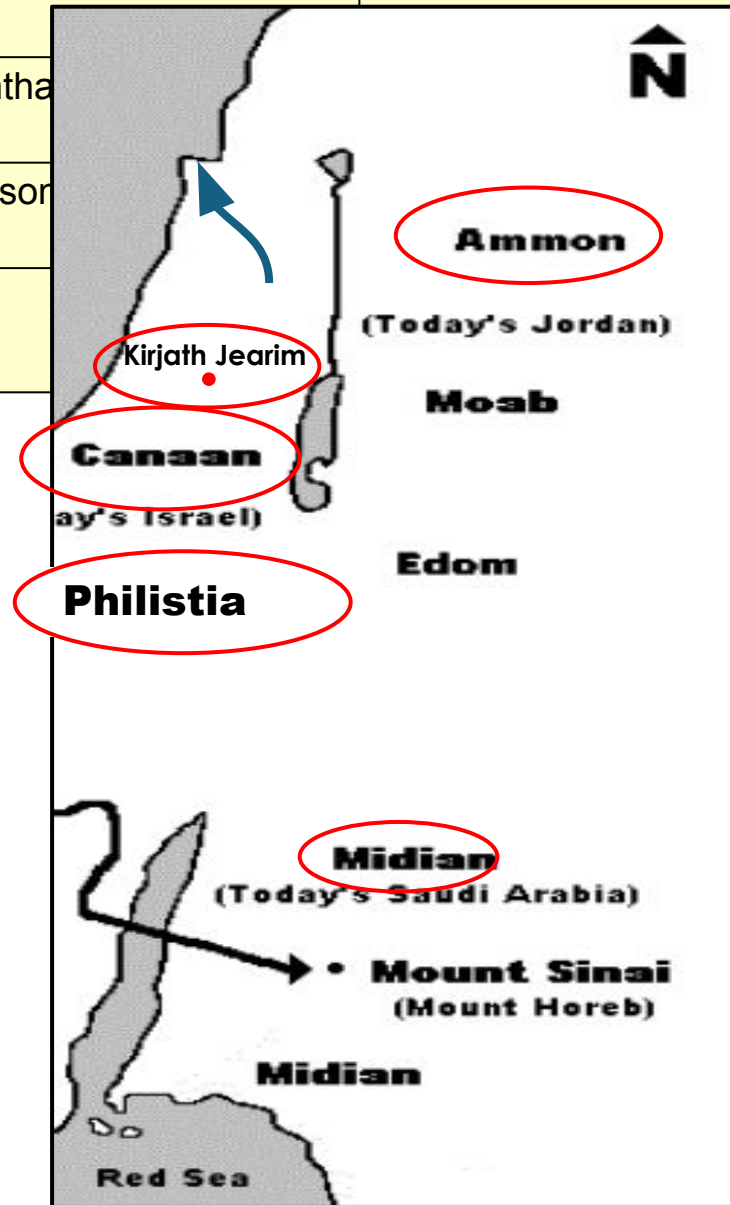 N
Ammon
(Today's Jordan)
Kirjath Jearim
Moab
Canaan
ay's Israel)
Edom
Philistia
Midian
(Today's Saudi Arabia)
Mount Sinai
(Mount Horeb)
Midian
Red Sea